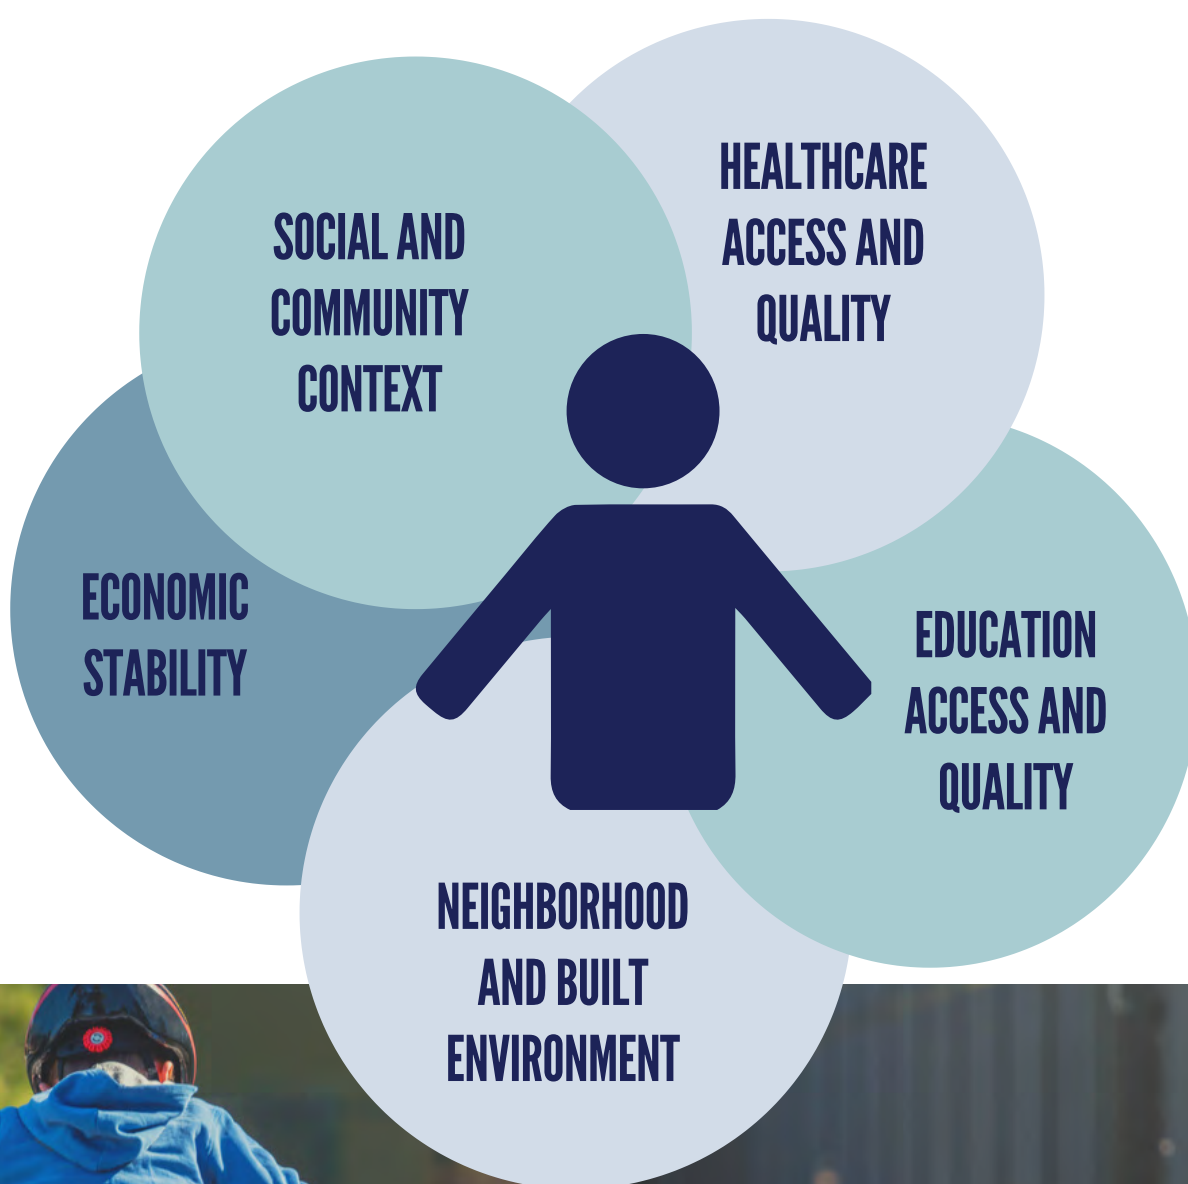 HEALTHCARE
ACCESS AND
QUALITY
SOCIAL AND
COMMUNITY
CONTEXT
ECONOMIC
STABILITY
EDUCATION
ACCESS AND
QUALITY
NEIGHBORHOOD
AND BUILT
ENVIRONMENT